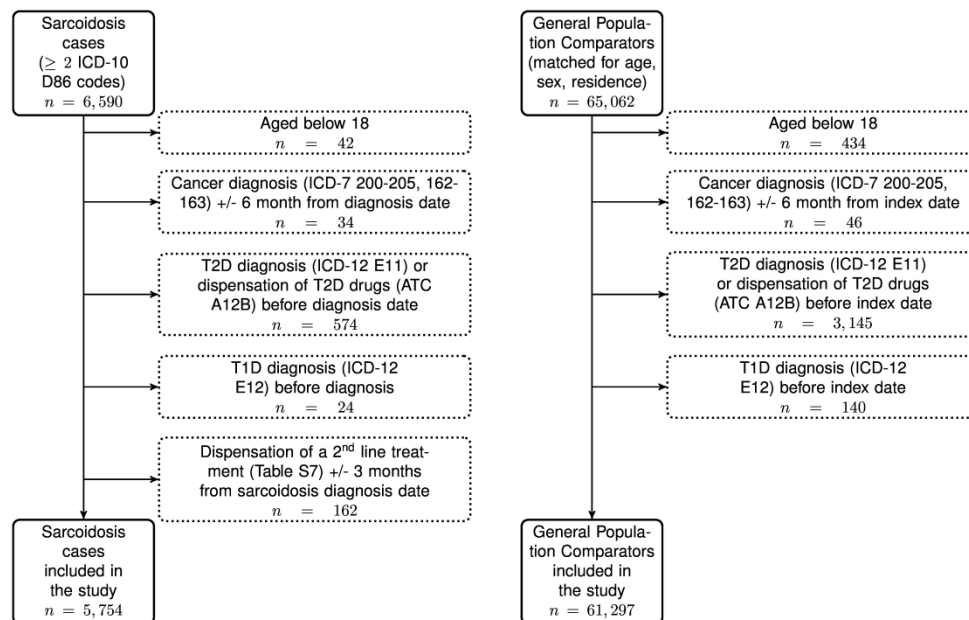 Sarcoidosis
cases
(≥ 2 ICD-10
D86 codes)
n = 6,590
Aged below 18
n = 42
Cancer diagnosis (ICD-7 200-205, 162-
163) +/- 6 month from diagnosis date
n = 34
T2D diagnosis (ICD-12 E11) or
dispensation of T2D drugs (ATC
A12B) before diagnosis date
n = 574
T1D diagnosis (ICD-12
E12) before diagnosis
n = 24
Dispensation of a 2nd line treat-
ment (Table S7) +/- 3 months
from sarcoidosis diagnosis date
n = 162
Sarcoidosis
cases
included in
the study
n = 5,754
General Popula-
tion Comparators
(matched for age,
sex, residence)
n = 65,062
Aged below 18
n = 434
Cancer diagnosis (ICD-7 200-205,
162-163) +/- 6 month from index date
n = 46
T2D diagnosis (ICD-12 E11)
or dispensation of T2D drugs
(ATC A12B) before index date
n = 3,145
T1D diagnosis (ICD-12
E12) before index date
n = 140
General Popula-
tion Comparators
included in
the study
n = 61,297